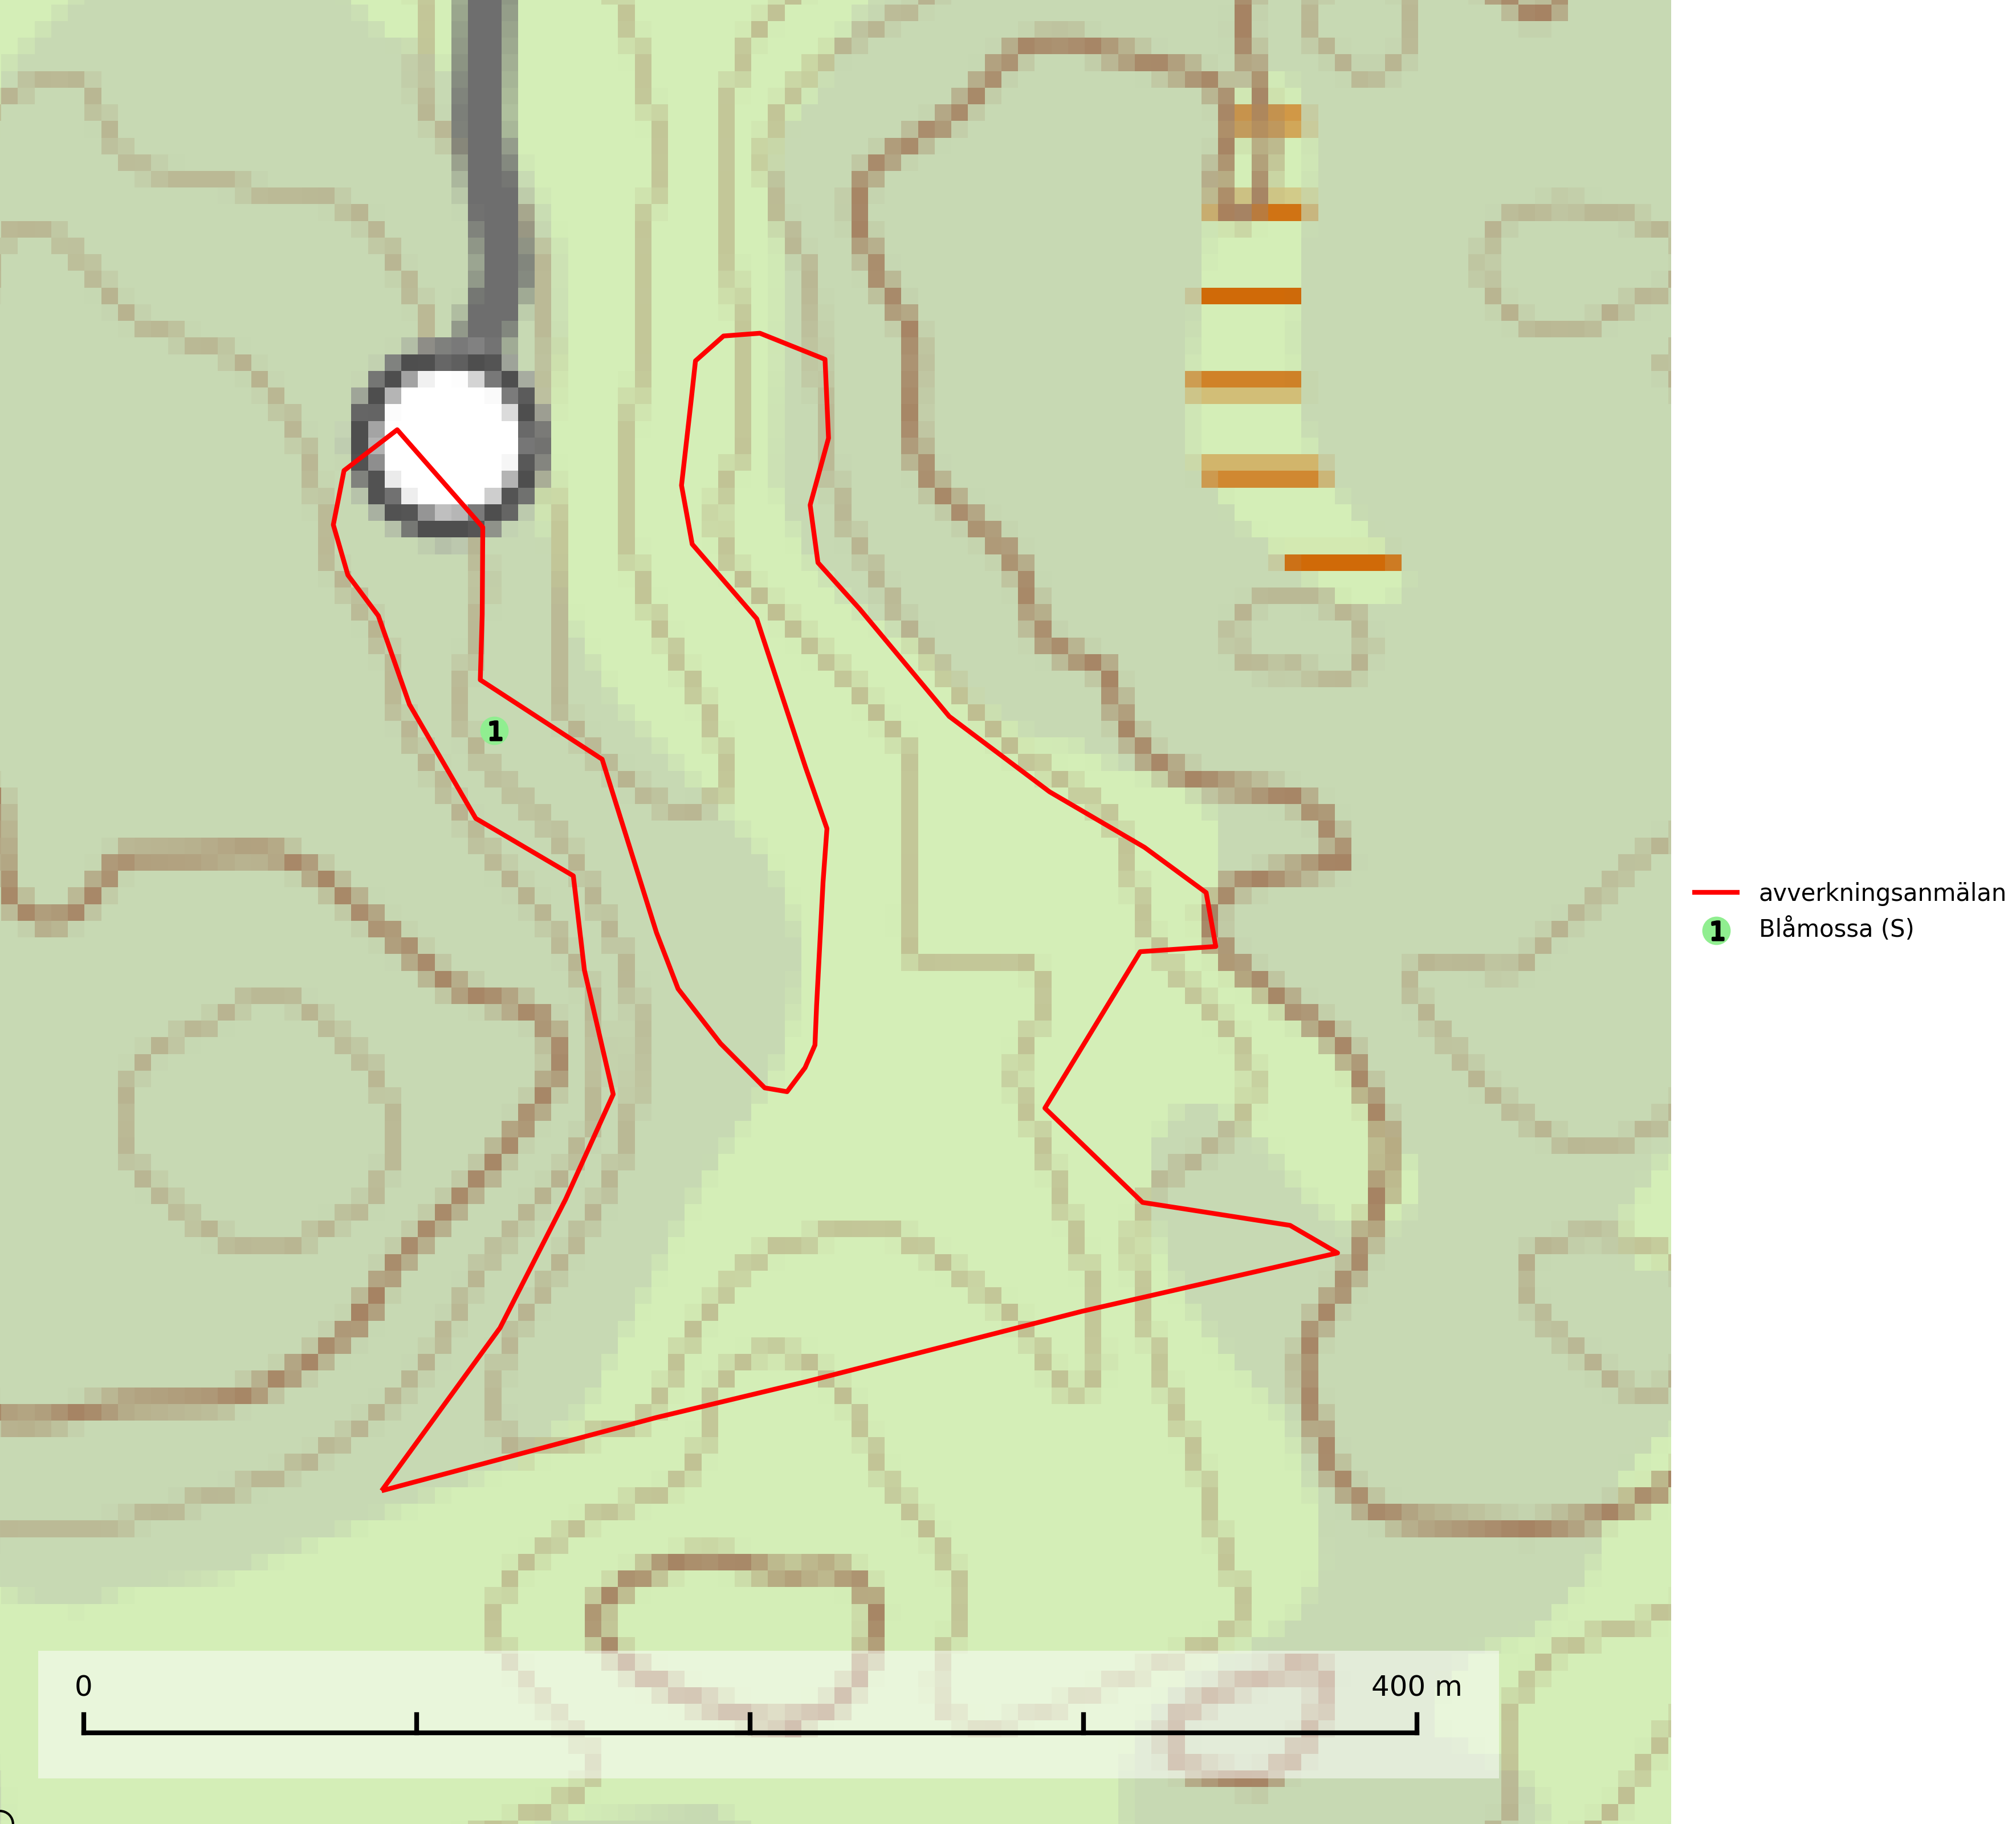 1
avverkningsanmälan
1 Blåmossa (S)
0 400 m